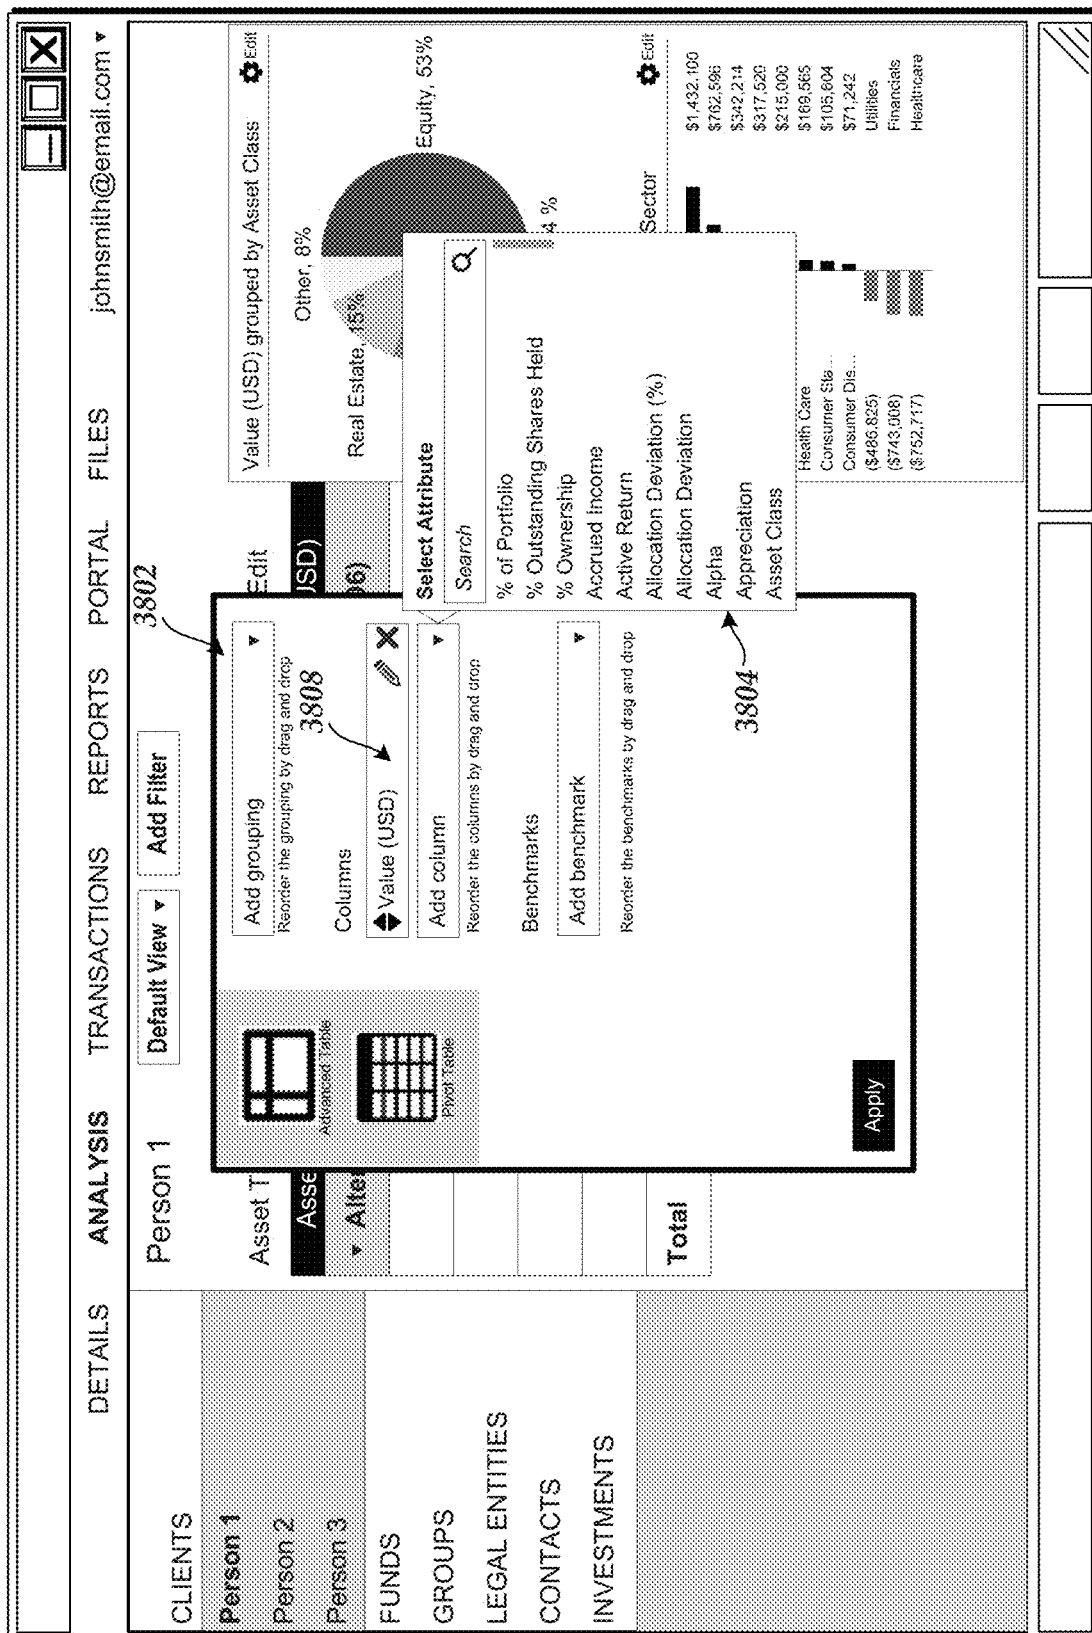 DETAILS ANALYSIS TRANSACTIONS REPORTS PORTAL FILES johnsmith@email.com ▾
CLIENTS
Person 1
Person 2
Person 3
FUNDS
GROUPS
LEGAL ENTITIES
CONTACTS
INVESTMENTS
Person 1 Default View ▾ Add Filter
Asset T
Edit
Asse
USD)
▾ Alte
06)
Total
Advanced Table
Pivot Table
Apply
3802
Add grouping ▾
Reorder the grouping by drag and drop
3808
Columns
Value (USD)
Add column ▾
Reorder the columns by drag and drop
Benchmarks
Add benchmark ▾
Reorder the benchmarks by drag and drop
3804
Select Attribute
Search
% of Portfolio
% Outstanding Shares Held
% Ownership
Accrued Income
Active Return
Allocation Deviation (%)
Allocation Deviation
Alpha
Appreciation
Asset Class
Value (USD) grouped by Asset Class Edit
Other, 8%
Real Estate, 15%
Equity, 53%
4 %
Sector Edit
$1,432,100
$762,596
$342,214
$317,520
$215,000
$169,565
Health Care $105,604
Consumer Sta... $71,242
Consumer Dis... Utilities
($485,825) Financials
($743,008) Healthcare
($752,717)